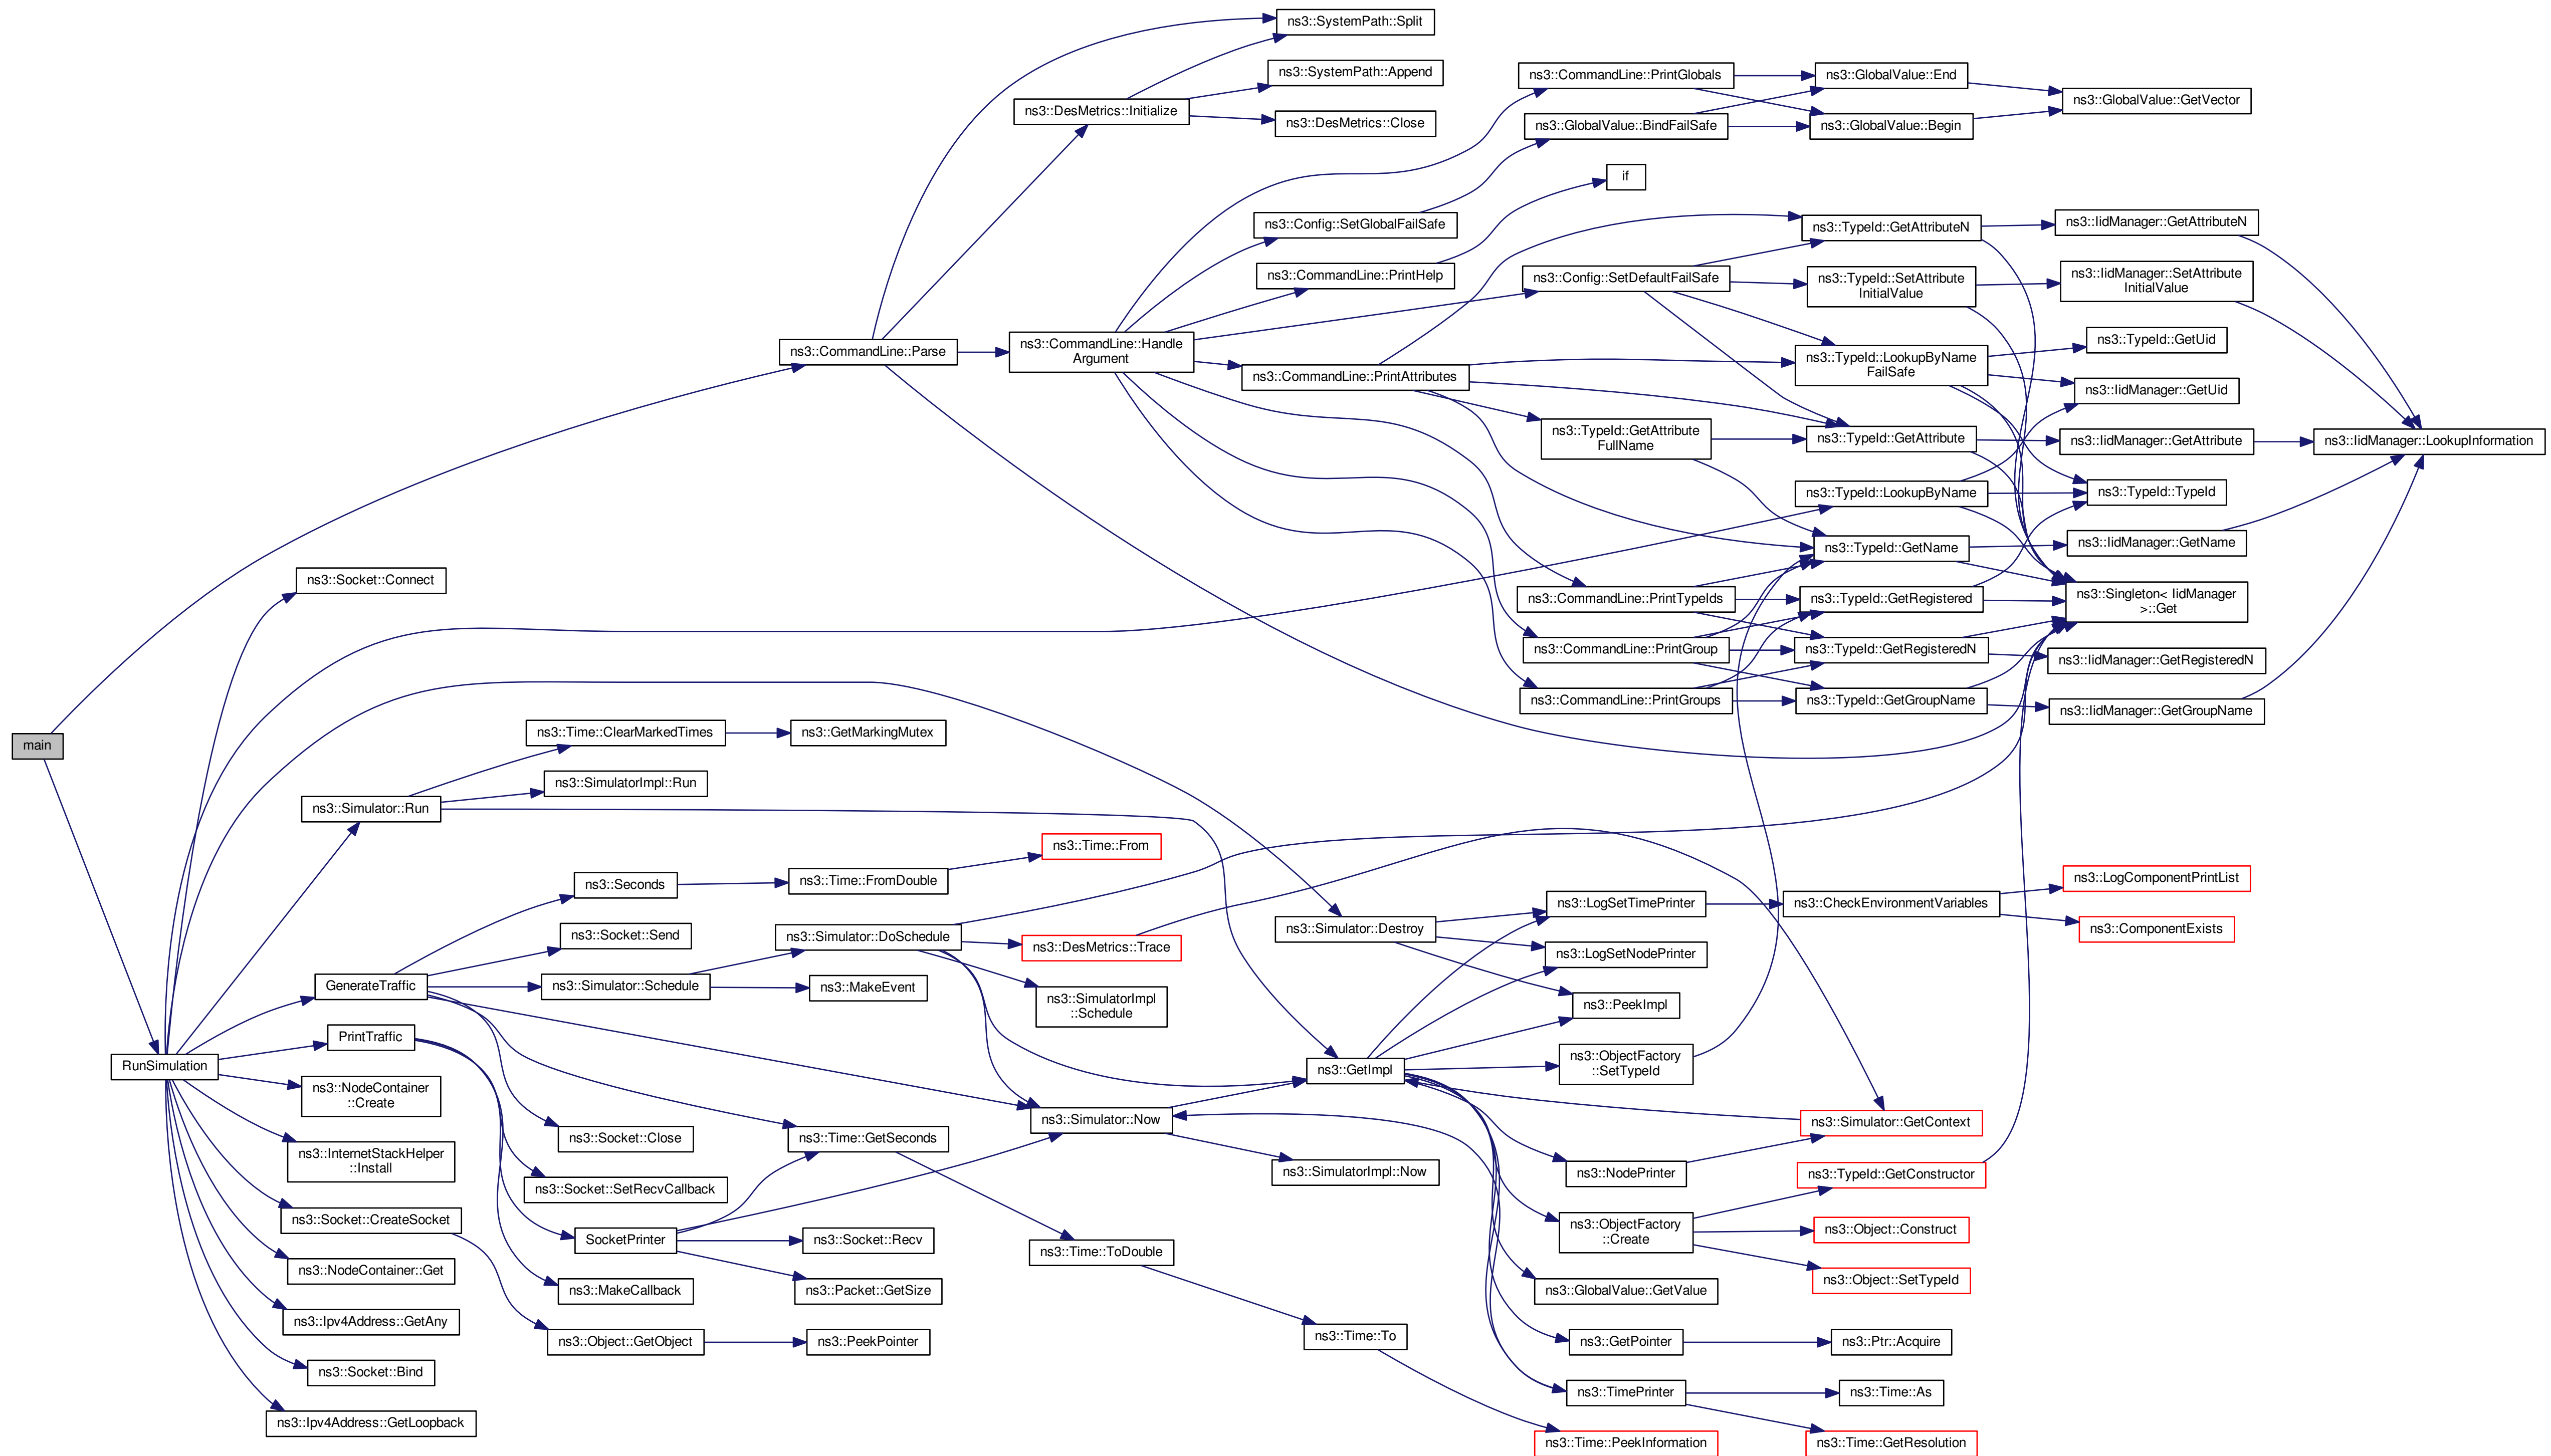 main
RunSimulation
ns3::CommandLine::Parse
ns3::Socket::Connect
ns3::Simulator::Run
GenerateTraffic
PrintTraffic
ns3::NodeContainer
::Create
ns3::InternetStackHelper
::Install
ns3::Socket::CreateSocket
ns3::NodeContainer::Get
ns3::Ipv4Address::GetAny
ns3::Socket::Bind
ns3::Ipv4Address::GetLoopback
ns3::Time::ClearMarkedTimes
ns3::SimulatorImpl::Run
ns3::Seconds
ns3::Socket::Send
ns3::Simulator::Schedule
ns3::Socket::Close
ns3::Socket::SetRecvCallback
SocketPrinter
ns3::MakeCallback
ns3::Object::GetObject
ns3::GetMarkingMutex
ns3::Time::FromDouble
ns3::Simulator::DoSchedule
ns3::MakeEvent
ns3::Time::GetSeconds
ns3::Socket::Recv
ns3::Packet::GetSize
ns3::PeekPointer
ns3::DesMetrics::Initialize
ns3::CommandLine::Handle
Argument
ns3::Time::From
ns3::DesMetrics::Trace
ns3::SimulatorImpl
::Schedule
ns3::Simulator::Now
ns3::Time::ToDouble
ns3::SystemPath::Split
ns3::SystemPath::Append
ns3::DesMetrics::Close
ns3::Config::SetGlobalFailSafe
ns3::CommandLine::PrintHelp
ns3::CommandLine::PrintAttributes
ns3::Simulator::Destroy
ns3::GetImpl
ns3::SimulatorImpl::Now
ns3::Time::To
ns3::CommandLine::PrintGlobals
ns3::GlobalValue::BindFailSafe
if
ns3::Config::SetDefaultFailSafe
ns3::TypeId::GetAttribute
FullName
ns3::CommandLine::PrintTypeIds
ns3::CommandLine::PrintGroup
ns3::CommandLine::PrintGroups
ns3::LogSetTimePrinter
ns3::LogSetNodePrinter
ns3::PeekImpl
ns3::ObjectFactory
::SetTypeId
ns3::NodePrinter
ns3::ObjectFactory
::Create
ns3::GlobalValue::GetValue
ns3::GetPointer
ns3::TimePrinter
ns3::Time::PeekInformation
ns3::GlobalValue::End
ns3::GlobalValue::Begin
ns3::TypeId::GetAttributeN
ns3::TypeId::SetAttribute
InitialValue
ns3::TypeId::LookupByName
FailSafe
ns3::TypeId::GetAttribute
ns3::TypeId::LookupByName
ns3::TypeId::GetName
ns3::TypeId::GetRegistered
ns3::TypeId::GetRegisteredN
ns3::TypeId::GetGroupName
ns3::CheckEnvironmentVariables
ns3::Simulator::GetContext
ns3::TypeId::GetConstructor
ns3::Object::Construct
ns3::Object::SetTypeId
ns3::Ptr::Acquire
ns3::Time::As
ns3::Time::GetResolution
ns3::GlobalValue::GetVector
ns3::IidManager::GetAttributeN
ns3::IidManager::SetAttribute
InitialValue
ns3::TypeId::GetUid
ns3::IidManager::GetUid
ns3::IidManager::GetAttribute
ns3::TypeId::TypeId
ns3::IidManager::GetName
ns3::Singleton< IidManager
>::Get
ns3::IidManager::GetRegisteredN
ns3::IidManager::GetGroupName
ns3::LogComponentPrintList
ns3::ComponentExists
ns3::IidManager::LookupInformation